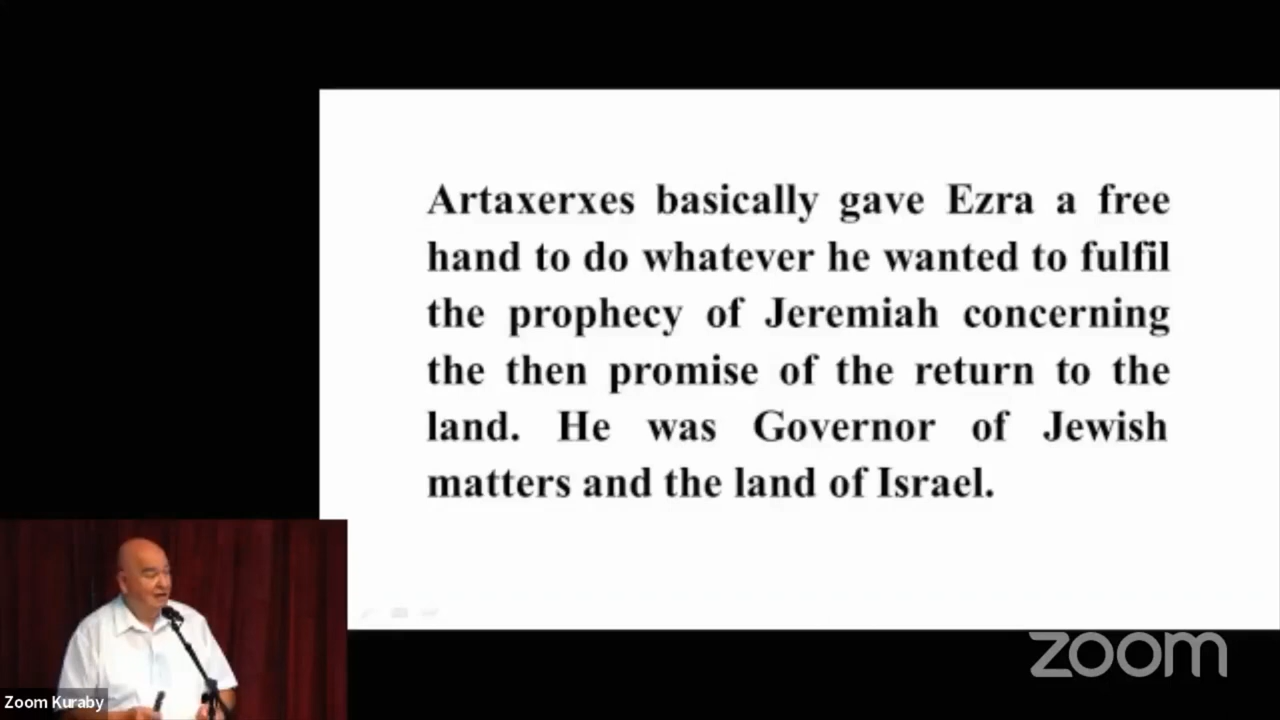 Artaxerxes basically gave Ezra a free
hand to do whatever he wanted to fulfil
the prophecy of Jeremiah concerning
the then promise of the return to the
land. He was Governor of Jewish
matters and the land of Israel.
zoom
Zoom Kuraby